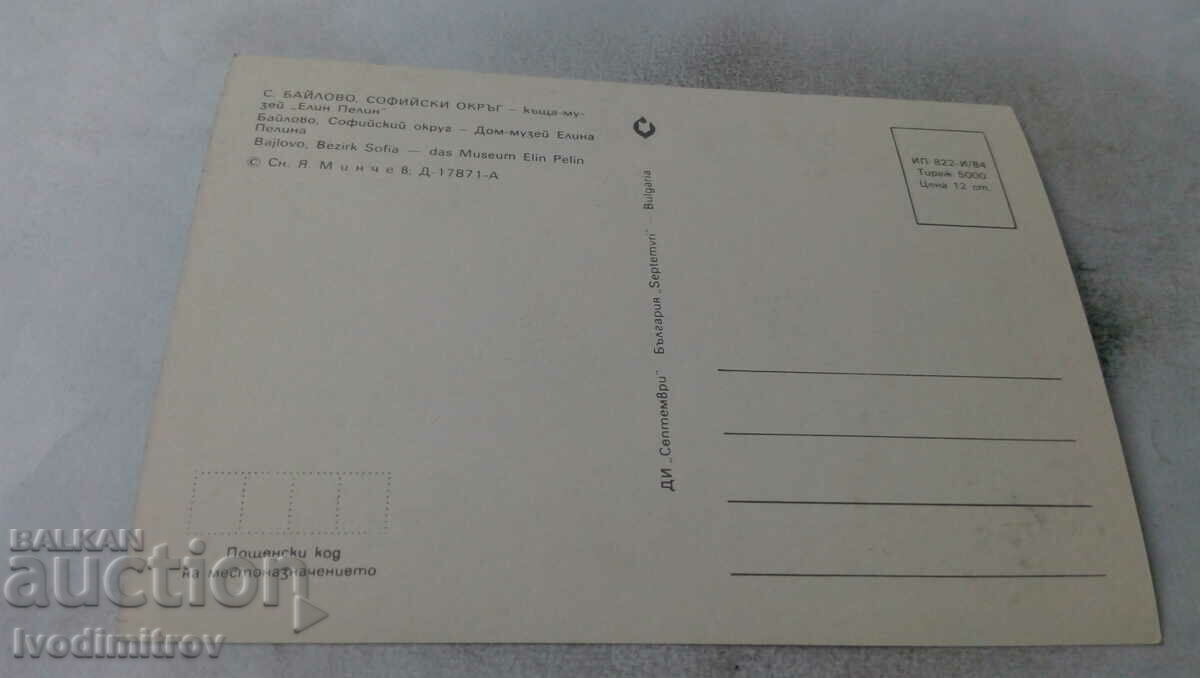 С. БАЙЛОВО, СОФИЙСКИ ОКРЪГ – къща-му-
зей „Елин Пелин"
Байлово, Софийский округ – Дом-музей Елина
Пелина
Bajlovo, Bezirk Sofia — das Museum Elin Pelin
© Сн. Я. Минчев; Д-17871-А
ДИ „Септември" България „Septemvri" Bulgaria
ИП-822-И/84
Тираж 5000
Цена 12 ст.
Пощенски код
на местоназначението
BALKAN
auction
Ivodimitrov